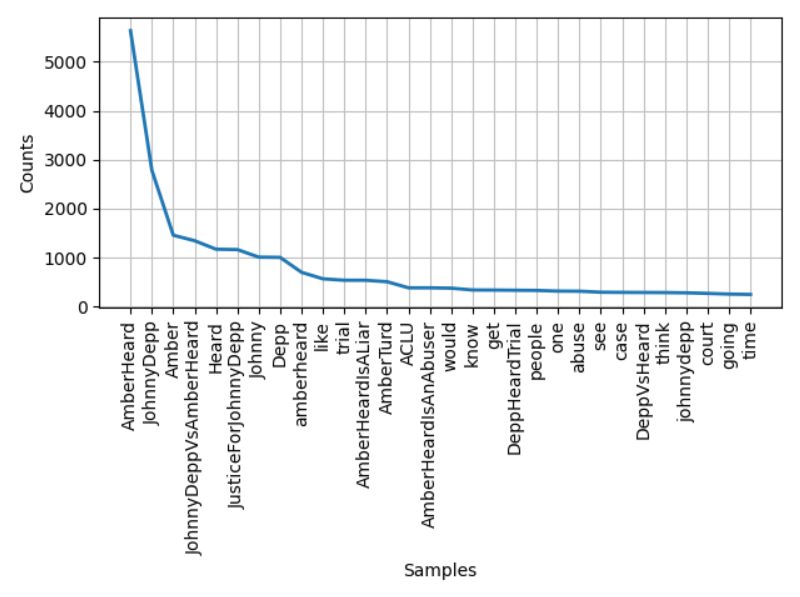 5000
4000
3000
2000
1000
0
Counts
AmberHeard
JohnnyDepp
Amber
JohnnyDeppVsAmberHeard
Heard
JusticeForJohnnyDepp
Johnny
Depp
amberheard
like
trial
AmberHeardIsALiar
AmberTurd
ACLU
AmberHeardIsAnAbuser
would
know
get
DeppHeardTrial
people
one
abuse
see
case
DeppVsHeard
think
johnnydepp
court
going
time
Samples